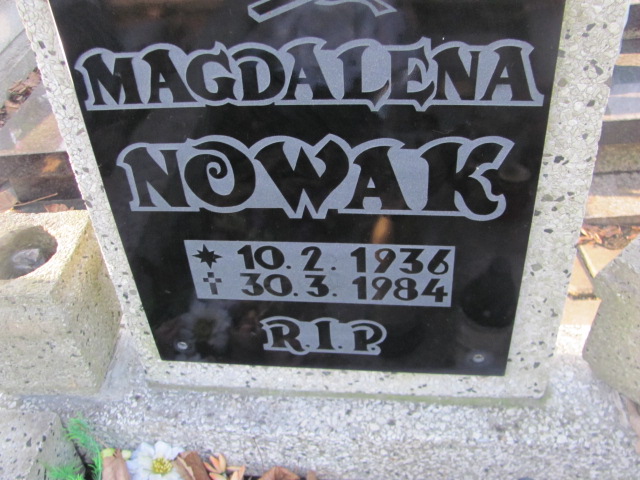 MAGDALENA
NOWAK
* 10.2.1936
† 30.3.1984
R.I.P.